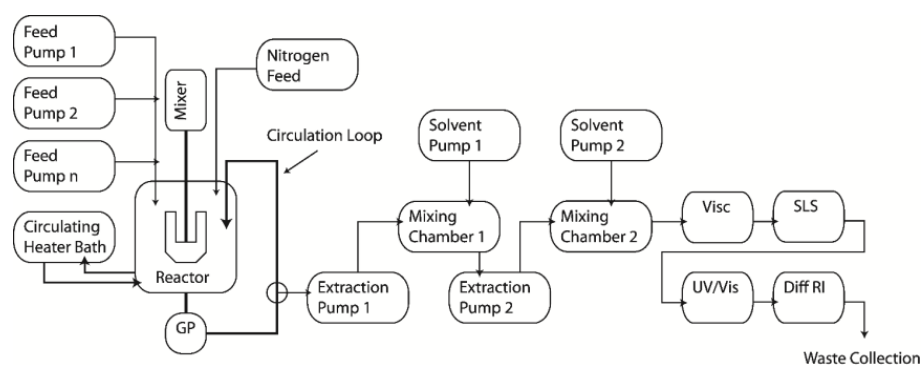 Feed
Pump 1
Feed
Pump 2
Feed
Pump n
Mixer
Nitrogen
Feed
Circulation Loop
Circulating
Heater Bath
Reactor
GP
Extraction
Pump 1
Solvent
Pump 1
Mixing
Chamber 1
Extraction
Pump 2
Solvent
Pump 2
Mixing
Chamber 2
Visc
SLS
UV/Vis
Diff RI
Waste Collection